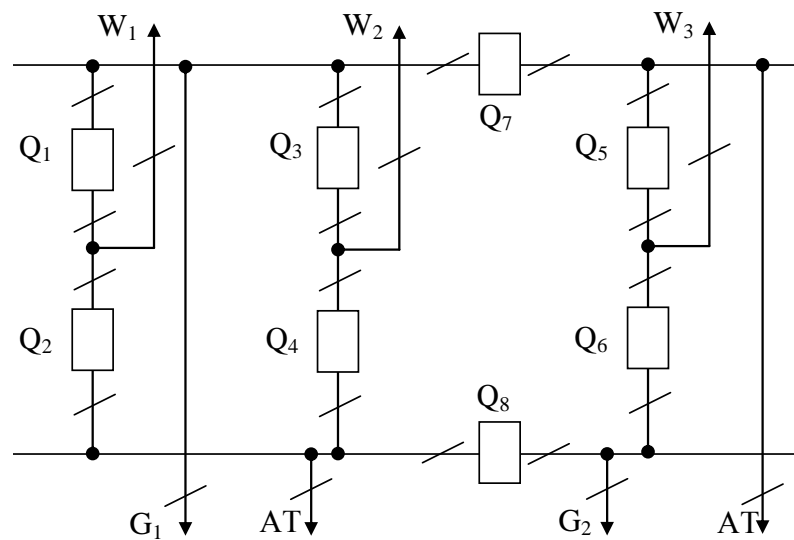 W₁
W₂
W₃
Q₇
Q₁
Q₃
Q₅
Q₂
Q₄
Q₆
Q₈
G₁
AT
G₂
AT